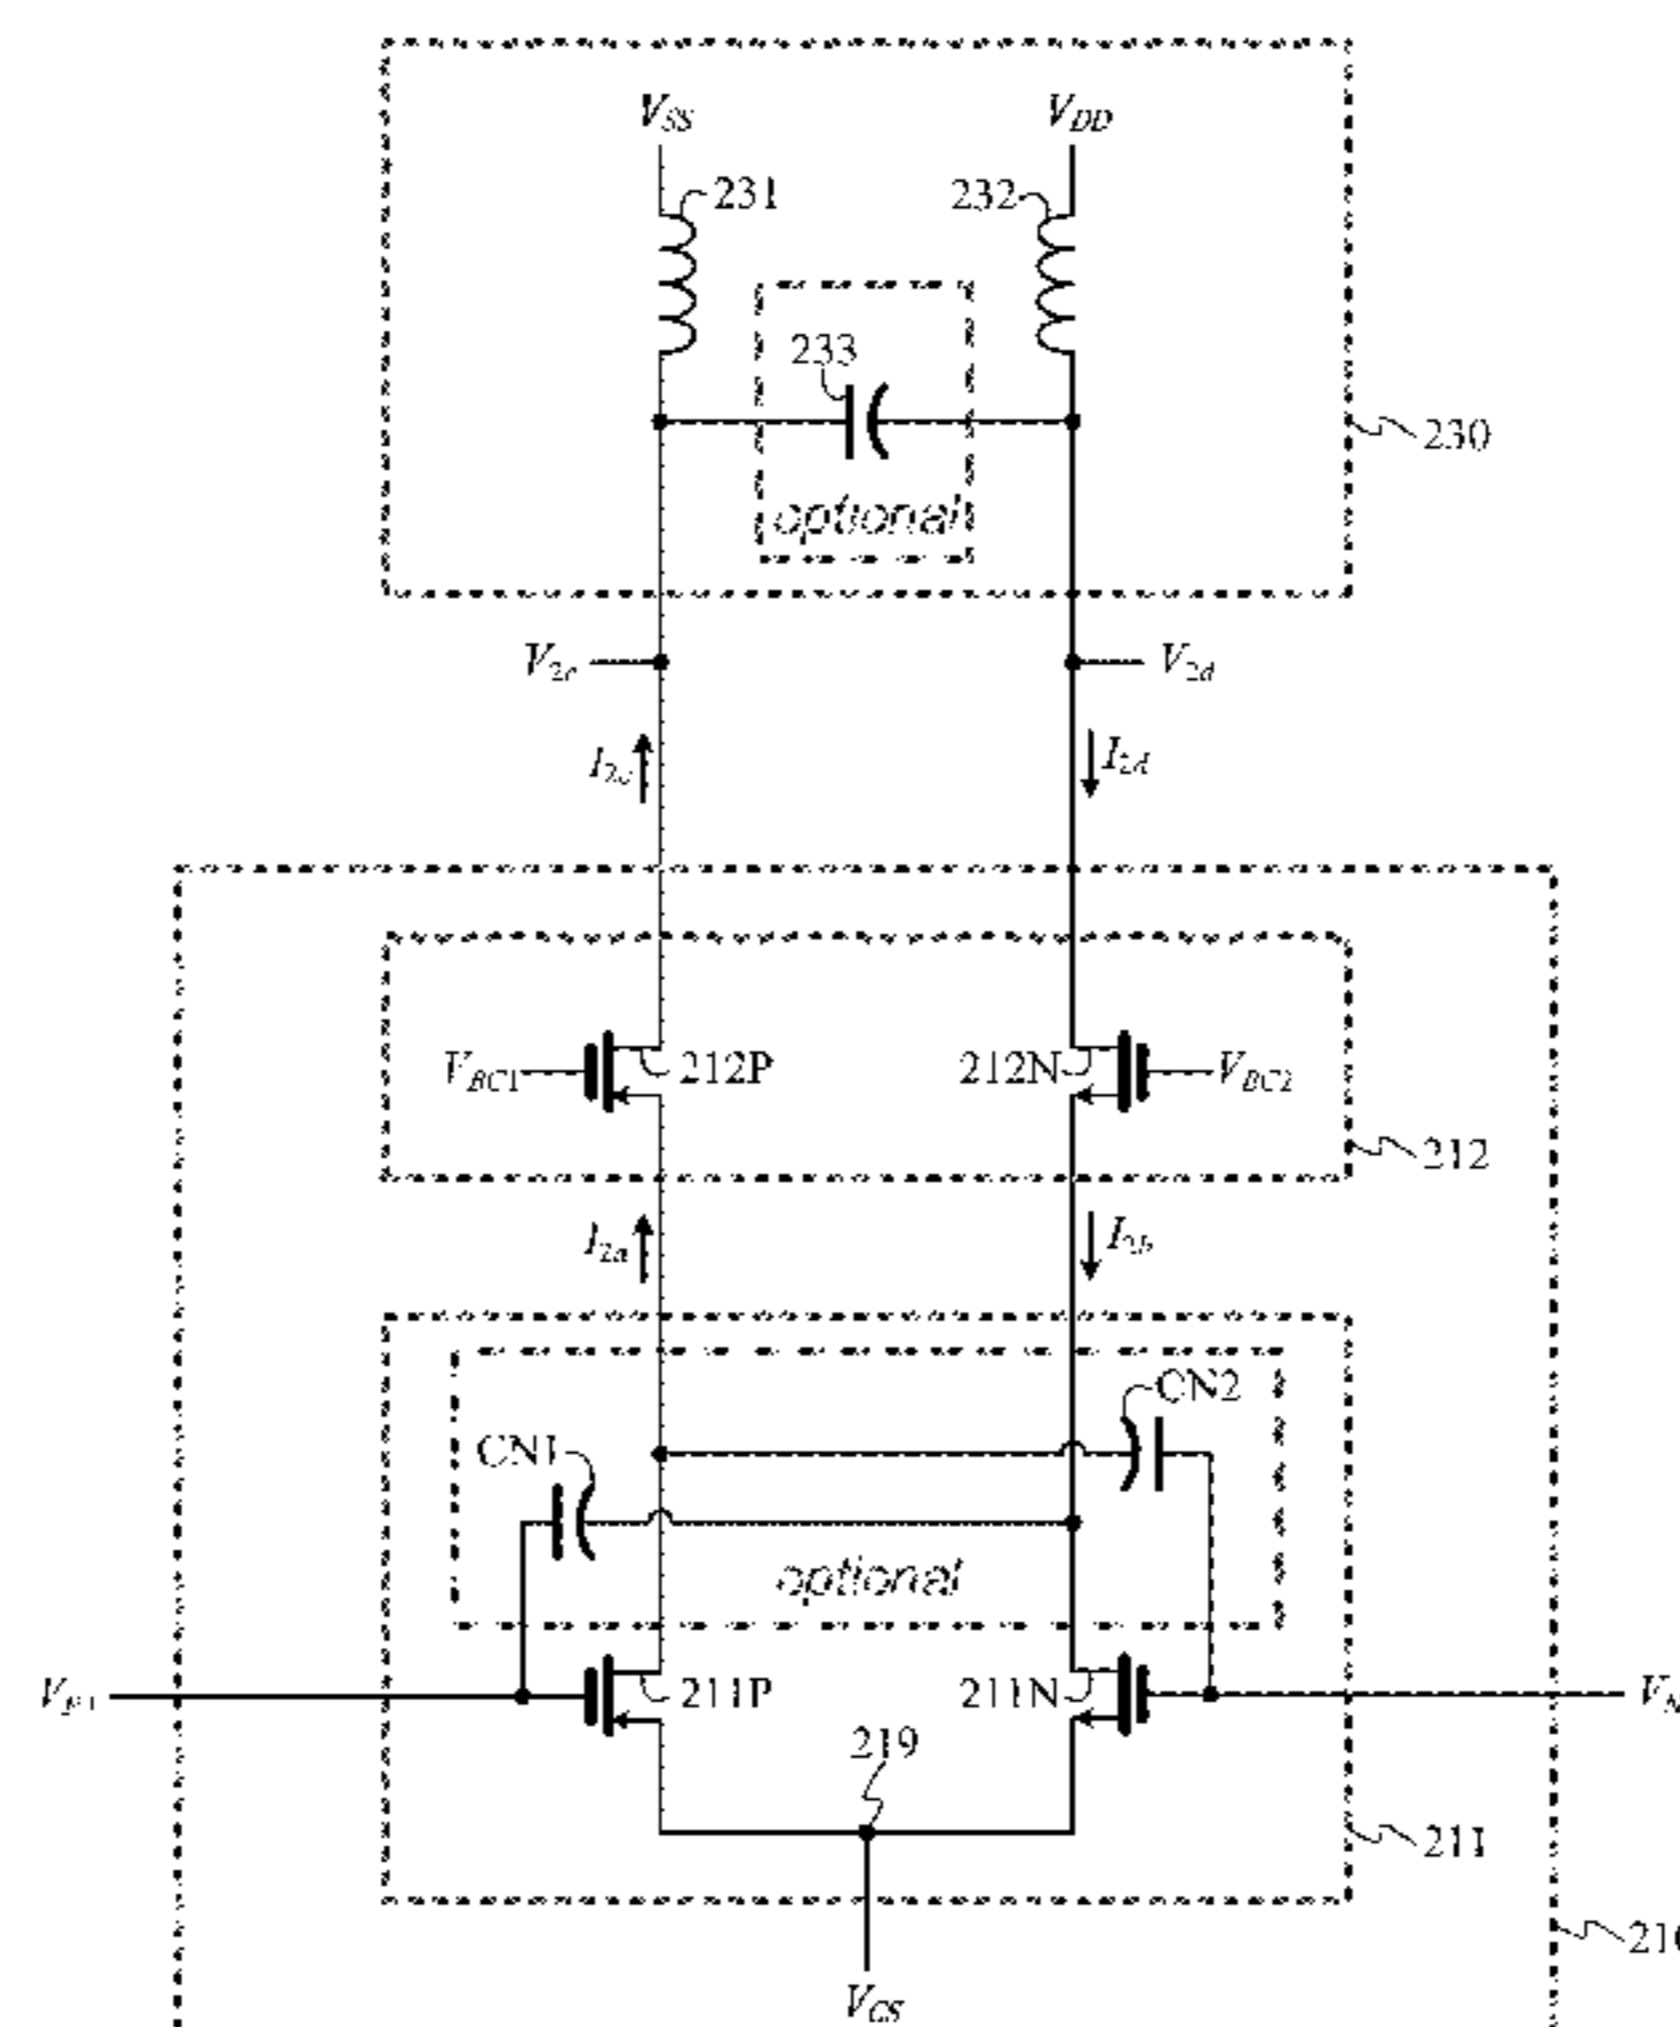 V_SS V_DD
231 232
233
230
optional
V_2c V_2d
I_2c I_2d
V_BC1 212P 212N V_BC2
212
I_2a I_2b
CN2
CN1
optional
211P 211N
219
211
V_CS